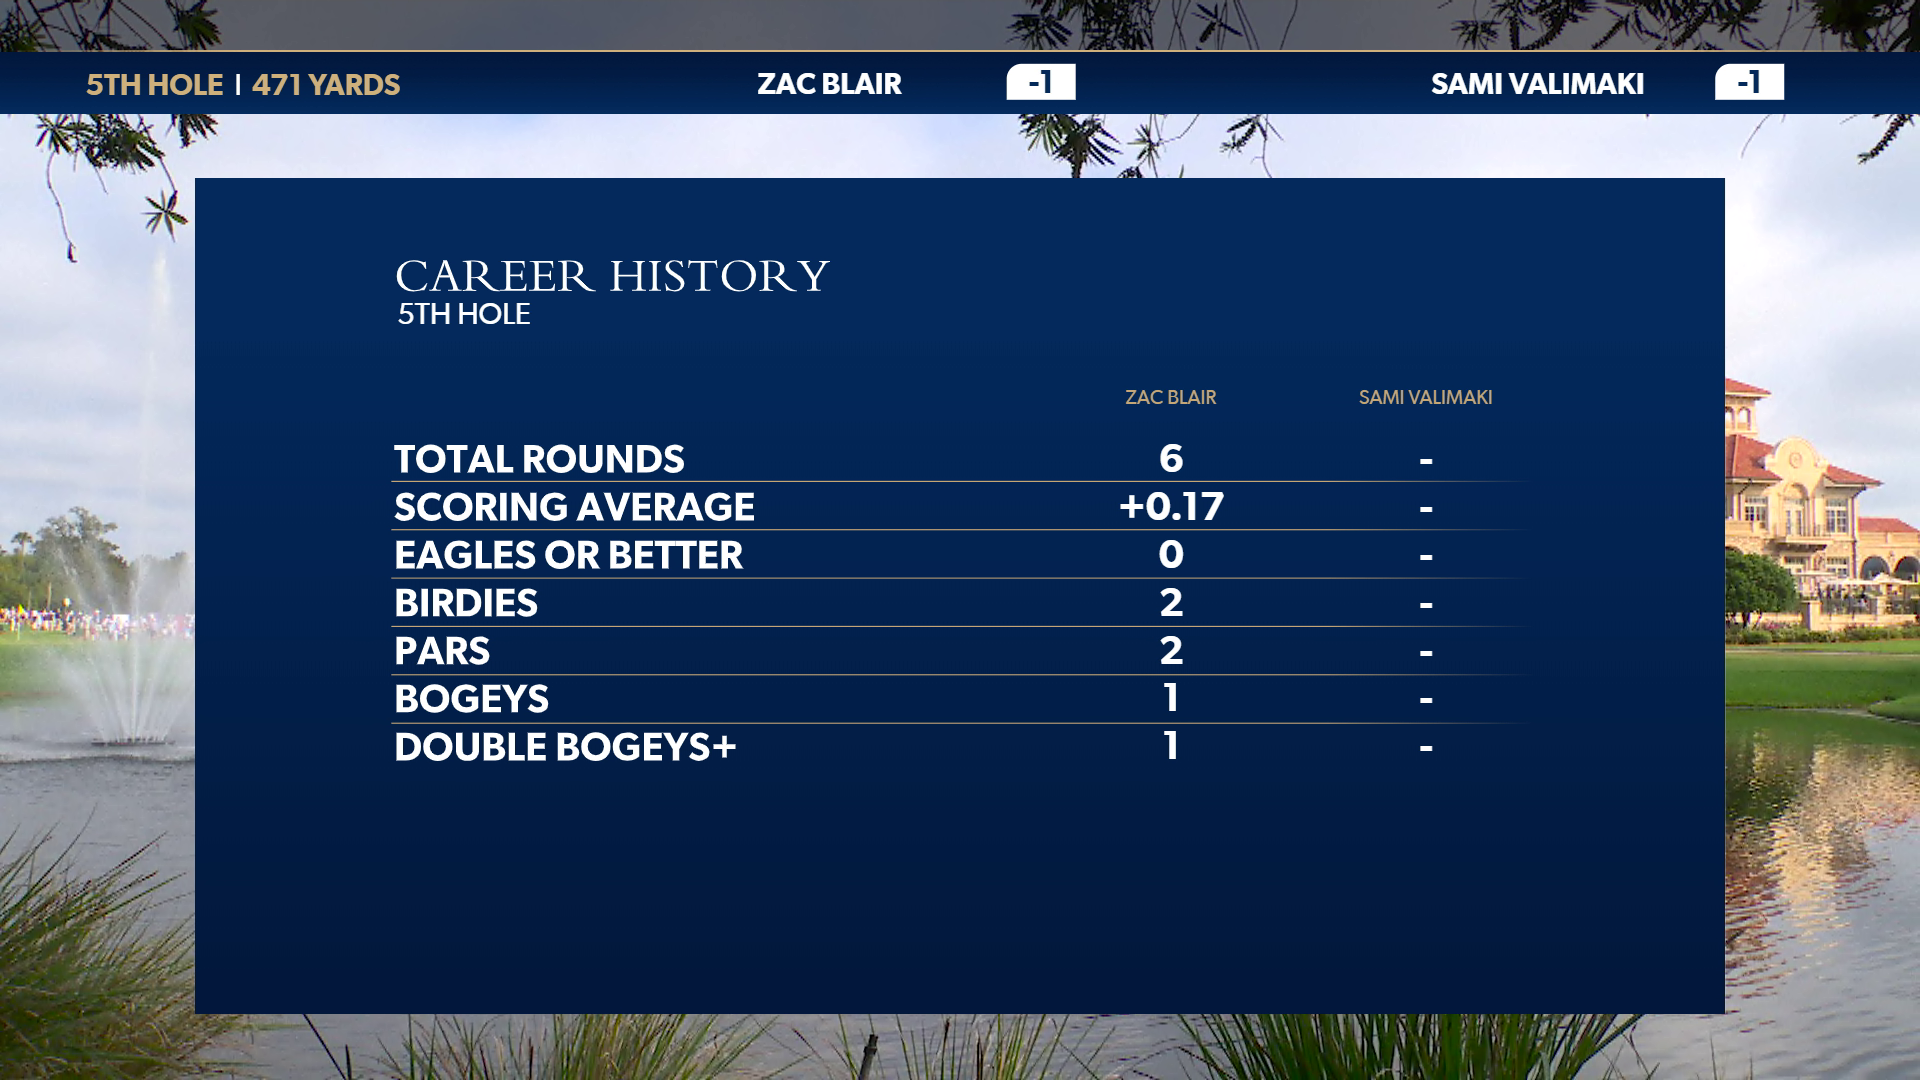 5TH HOLE | 471 YARDS ZAC BLAIR -1 SAMI VALIMAKI -1
CAREER HISTORY
5TH HOLE
ZAC BLAIR SAMI VALIMAKI
TOTAL ROUNDS 6 -
SCORING AVERAGE +0.17 -
EAGLES OR BETTER 0 -
BIRDIES 2 -
PARS 2 -
BOGEYS 1 -
DOUBLE BOGEYS+ 1 -